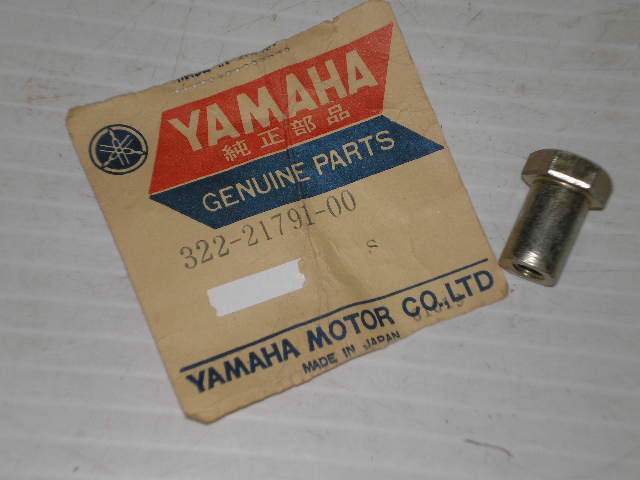 YAMAHA
純正部品
GENUINE PARTS
322-21791-00
S
YAMAHA MOTOR CO.,LTD
MADE IN JAPAN